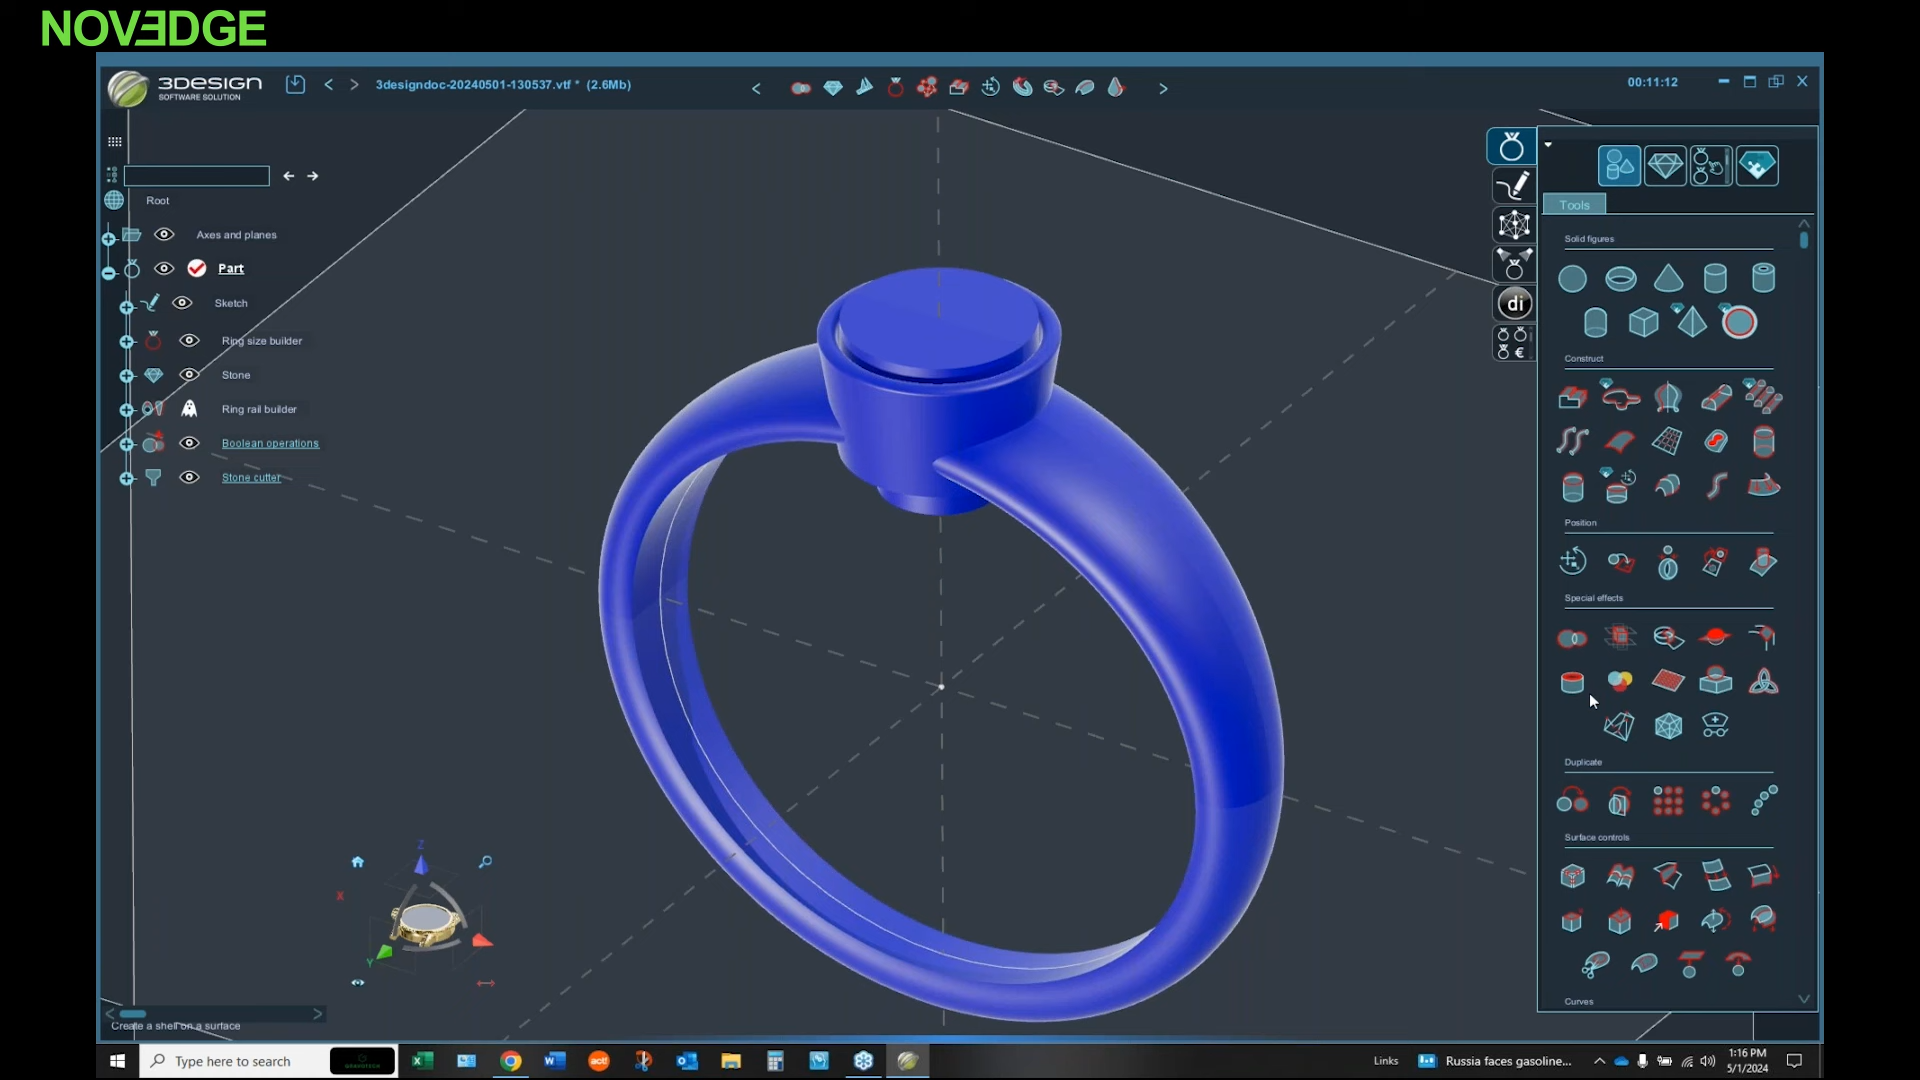 NOVEDGE
3DESIGN
SOFTWARE SOLUTION
3designdoc-20240501-130537.vtf * (2.6Mb)
00:11:12
Root
Axes and planes
Part
Sketch
Ring size builder
Stone
Ring rail builder
Boolean operations
Stone cutter
di
€
Tools
Solid figures
Construct
Position
Special effects
Duplicate
Surface controls
Curves
Z
X
Y
Create a shell on a surface
Type here to search
act!
Links
Russia faces gasoline...
1:16 PM
5/1/2024